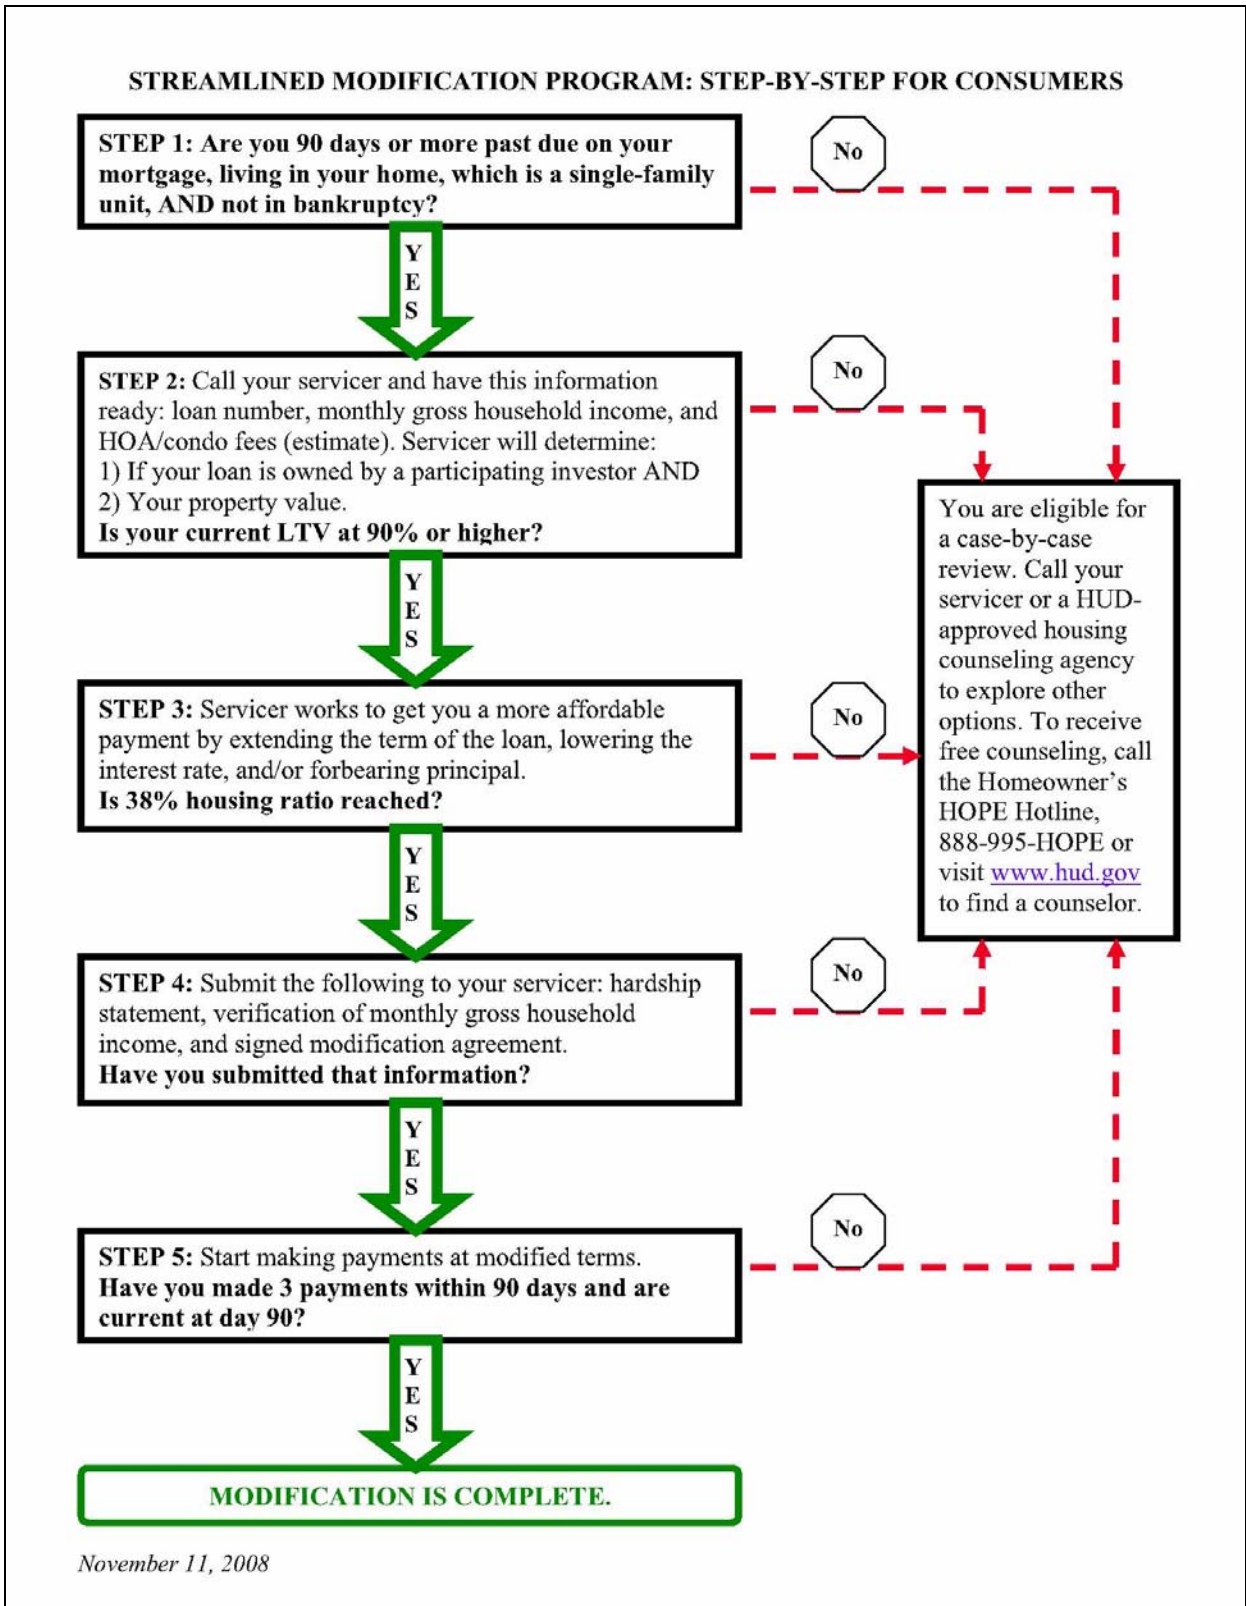 STREAMLINED MODIFICATION PROGRAM: STEP-BY-STEP FOR CONSUMERS
STEP 1: Are you 90 days or more past due on your
mortgage, living in your home, which is a single-family
unit, AND not in bankruptcy?
No
Y
E
S
STEP 2: Call your servicer and have this information
ready: loan number, monthly gross household income, and
HOA/condo fees (estimate). Servicer will determine:
1) If your loan is owned by a participating investor AND
2) Your property value.
Is your current LTV at 90% or higher?
No
Y
E
S
STEP 3: Servicer works to get you a more affordable
payment by extending the term of the loan, lowering the
interest rate, and/or forbearing principal.
Is 38% housing ratio reached?
No
Y
E
S
STEP 4: Submit the following to your servicer: hardship
statement, verification of monthly gross household
income, and signed modification agreement.
Have you submitted that information?
No
Y
E
S
STEP 5: Start making payments at modified terms.
Have you made 3 payments within 90 days and are
current at day 90?
No
Y
E
S
MODIFICATION IS COMPLETE.
You are eligible for
a case-by-case
review. Call your
servicer or a HUD-
approved housing
counseling agency
to explore other
options. To receive
free counseling, call
the Homeowner's
HOPE Hotline,
888-995-HOPE or
visit www.hud.gov
to find a counselor.
November 11, 2008